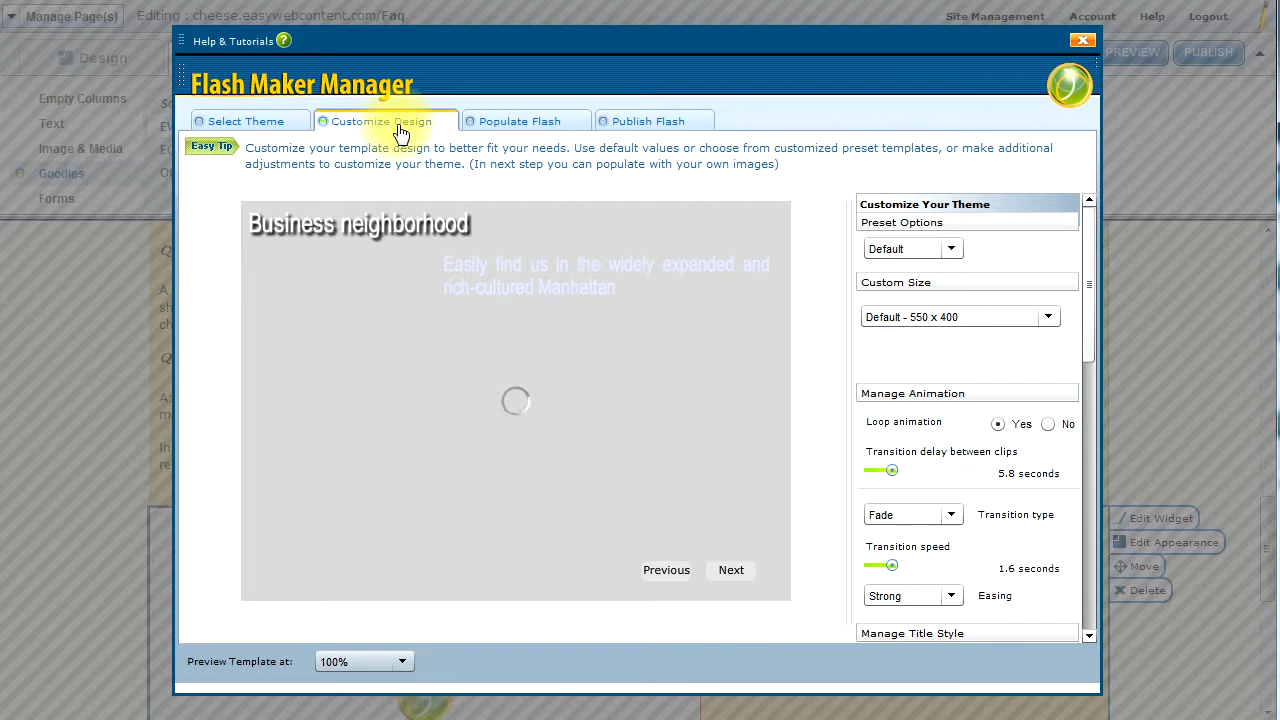 Manage Page(s)
Editing : cheese.easywebcontent.com/Faq
Site Management
Account
Help
Logout
Help & Tutorials
Design
PREVIEW
PUBLISH
Flash Maker Manager
Empty Columns
Text
Image & Media
Goodies
Forms
Select Theme
Customize Design
Populate Flash
Publish Flash
Easy Tip
Customize your template design to better fit your needs. Use default values or choose from customized preset templates, or make additional
adjustments to customize your theme. (In next step you can populate with your own images)
Business neighborhood
Easily find us in the widely expanded and
rich-cultured Manhattan
Previous
Next
Customize Your Theme
Preset Options
Default
Custom Size
Default - 550 x 400
Manage Animation
Loop animation
Yes
No
Transition delay between clips
5.8 seconds
Fade
Transition type
Transition speed
1.6 seconds
Strong
Easing
Manage Title Style
Edit Widget
Edit Appearance
Move
Delete
Preview Template at:
100%